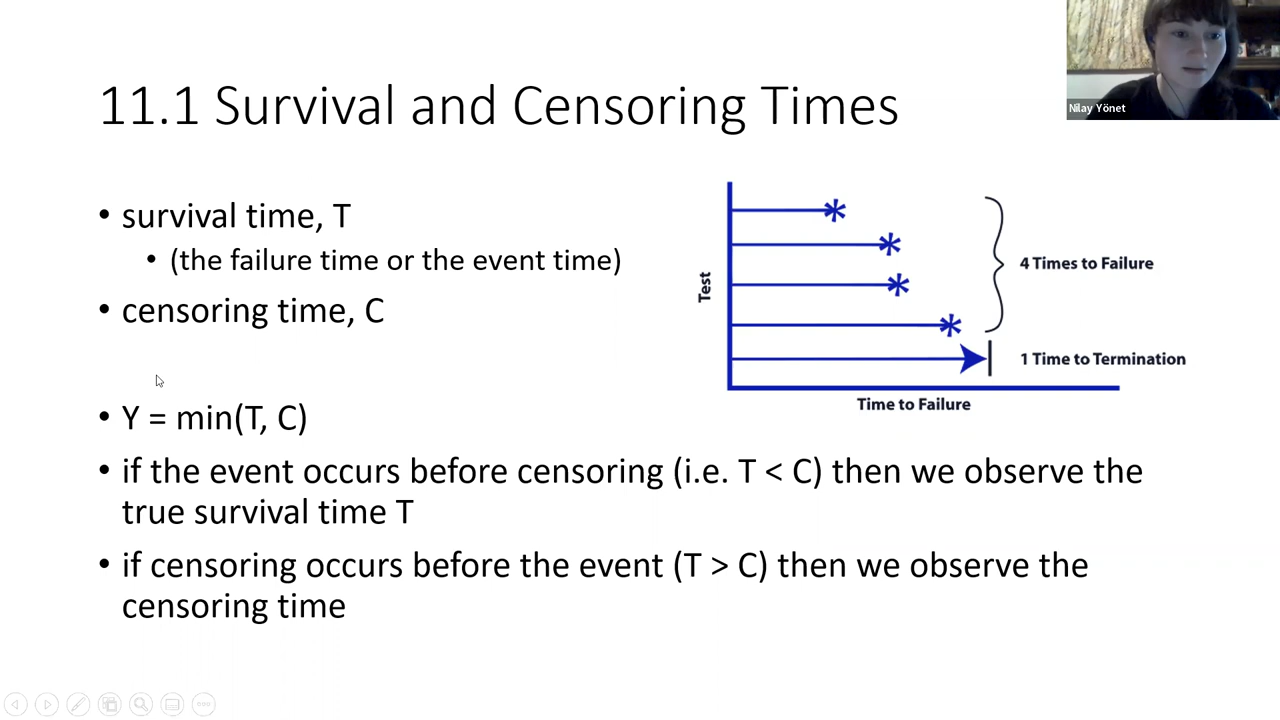 11.1 Survival and Censoring Times
Nilay Yönet
• survival time, T
• (the failure time or the event time)
• censoring time, C
• Y = min(T, C)
• if the event occurs before censoring (i.e. T < C) then we observe the
true survival time T
• if censoring occurs before the event (T > C) then we observe the
censoring time
Test
4 Times to Failure
1 Time to Termination
Time to Failure